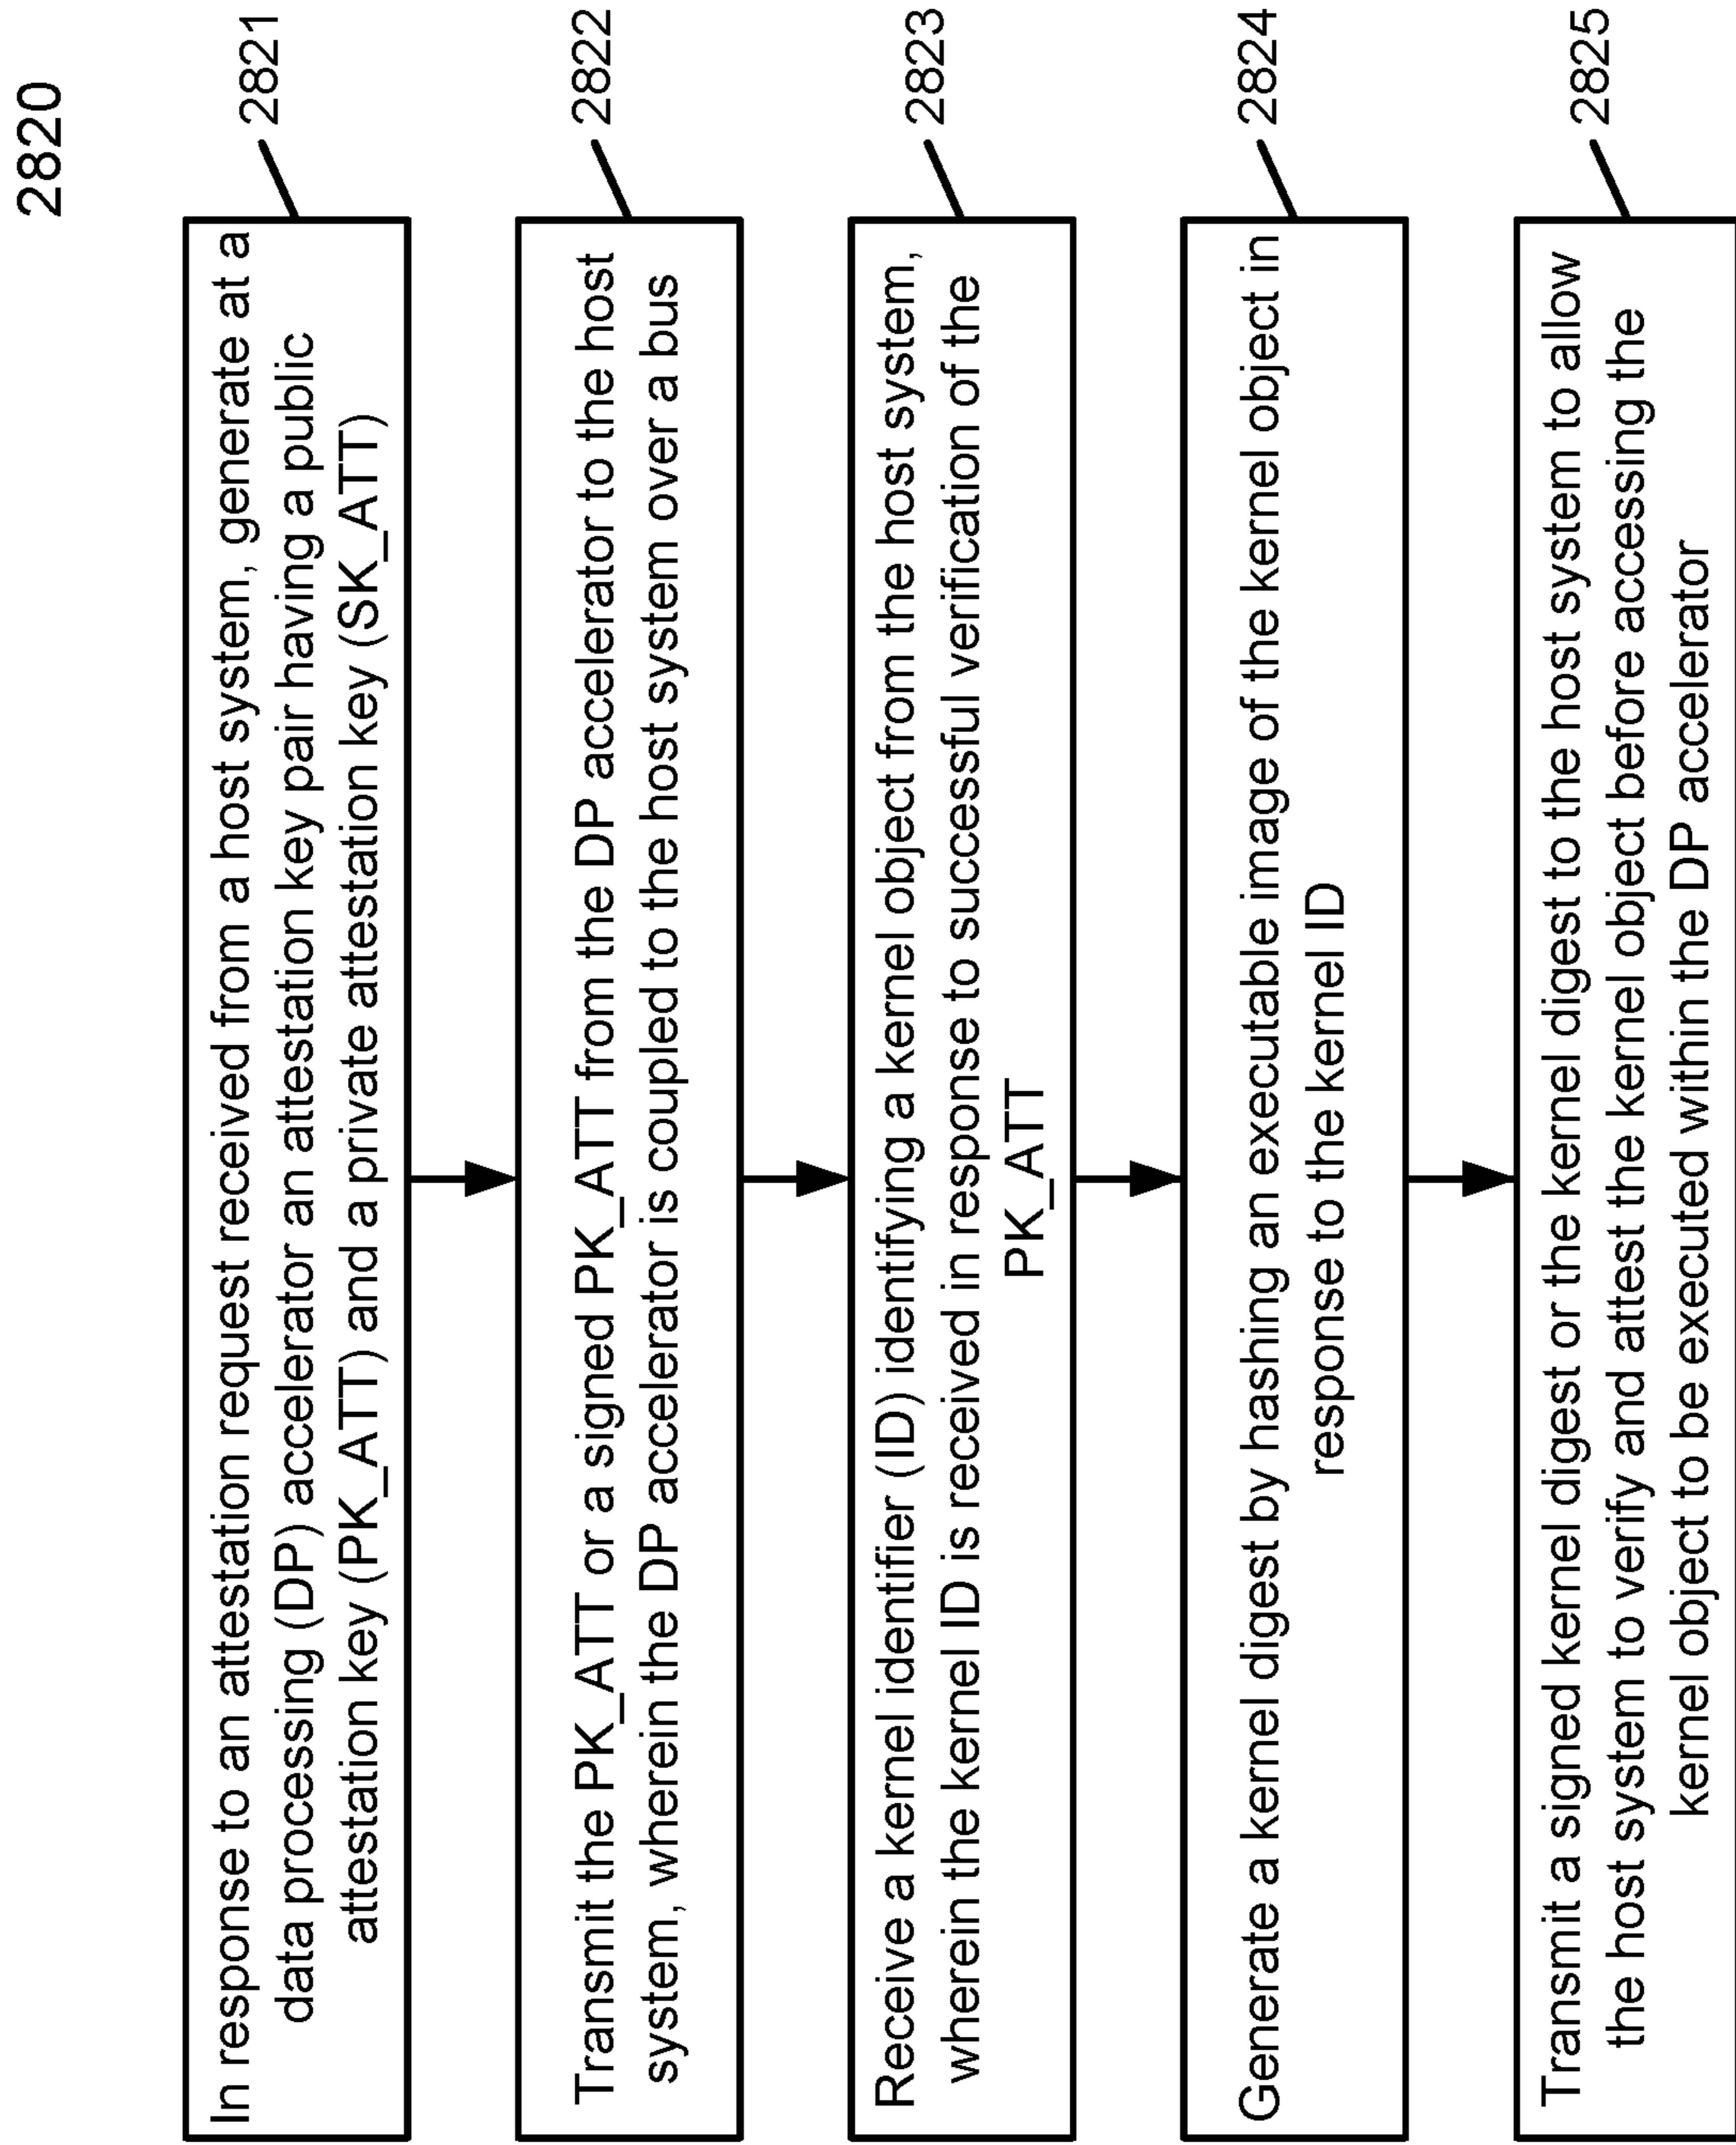 2820
In response to an attestation request received from a host system, generate at a
data processing (DP) accelerator an attestation key pair having a public
attestation key (PK_ATT) and a private attestation key (SK_ATT)
2821
Transmit the PK_ATT or a signed PK_ATT from the DP accelerator to the host
system, wherein the DP accelerator is coupled to the host system over a bus
2822
Receive a kernel identifier (ID) identifying a kernel object from the host system,
wherein the kernel ID is received in response to successful verification of the
PK_ATT
2823
Generate a kernel digest by hashing an executable image of the kernel object in
response to the kernel ID
2824
Transmit a signed kernel digest or the kernel digest to the host system to allow
the host system to verify and attest the kernel object before accessing the
kernel object to be executed within the DP accelerator
2825